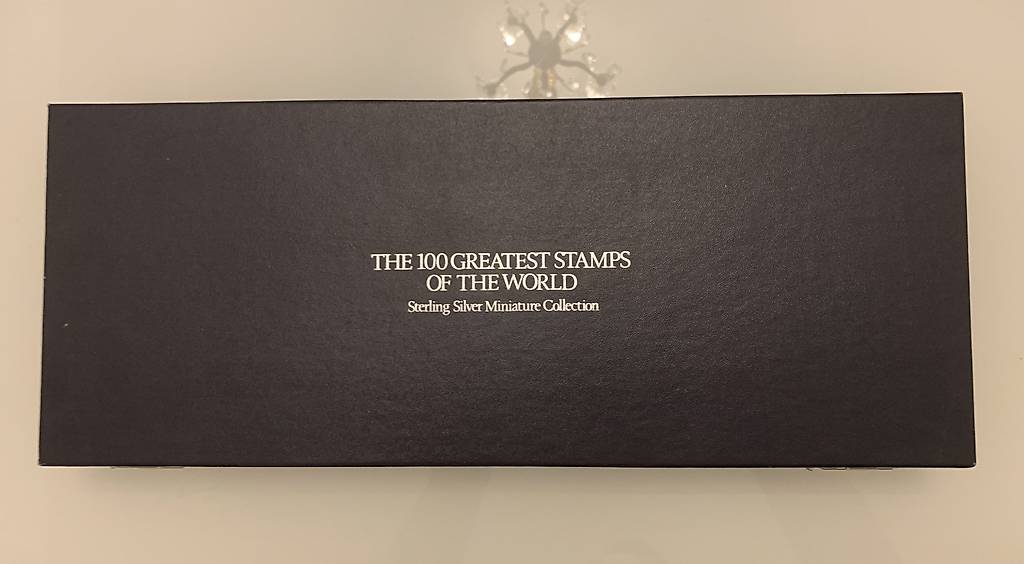 THE 100 GREATEST STAMPS
OF THE WORLD
Sterling Silver Miniature Collection